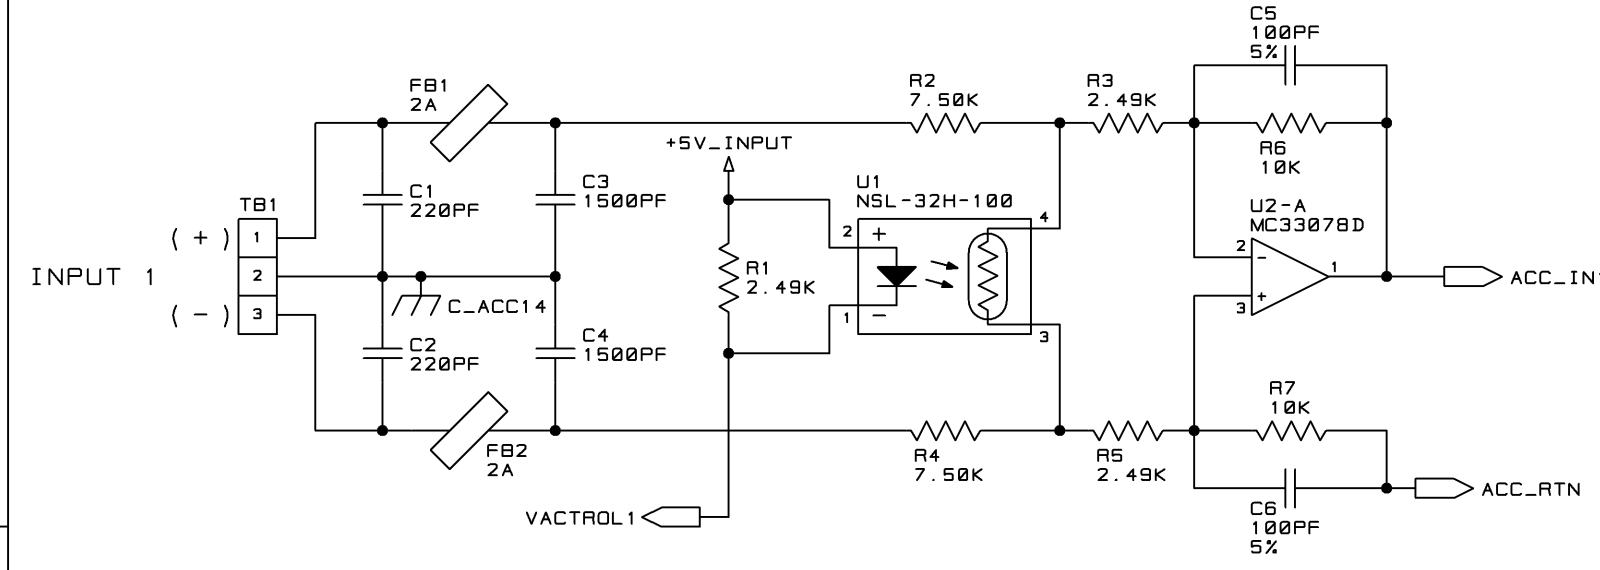 C5
100PF
5%
FB1
2A
R2
7.50K
R3
2.49K
+5V_INPUT
R6
10K
C1
220PF
C3
1500PF
U1
NSL-32H-100
TB1
U2-A
MC33078D
( + )
1
2
+
4
2
-
1
INPUT 1
2
R1
2.49K
ACC_IN1
C_ACC14
( - )
3
1
-
3
+
3
C2
220PF
C4
1500PF
R7
10K
FB2
2A
R4
7.50K
R5
2.49K
ACC_RTN
VACTROL1
C6
100PF
5%